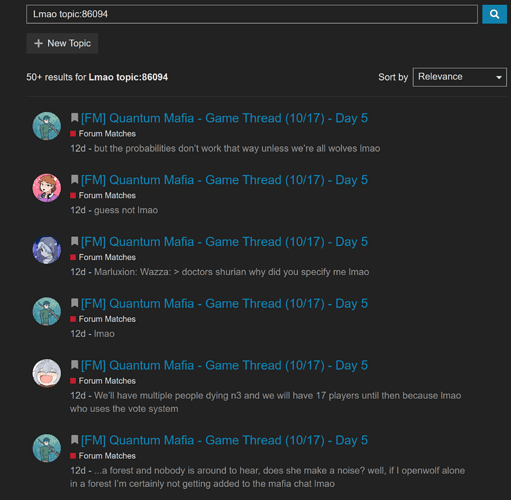 Lmao topic:86094
+ New Topic
50+ results for Lmao topic:86094
Sort by Relevance
[FM] Quantum Mafia - Game Thread (10/17) - Day 5
Forum Matches
12d - but the probabilities don't work that way unless we're all wolves lmao
[FM] Quantum Mafia - Game Thread (10/17) - Day 5
Forum Matches
12d - guess not lmao
[FM] Quantum Mafia - Game Thread (10/17) - Day 5
Forum Matches
12d - Marluxion: Wazza: > doctors shurian why did you specify me lmao
[FM] Quantum Mafia - Game Thread (10/17) - Day 5
Forum Matches
12d - lmao
[FM] Quantum Mafia - Game Thread (10/17) - Day 5
Forum Matches
12d - We'll have multiple people dying n3 and we will have 17 players until then because lmao
who uses the vote system
[FM] Quantum Mafia - Game Thread (10/17) - Day 5
Forum Matches
12d - ...a forest and nobody is around to hear, does she make a noise? well, if I openwolf alone
in a forest I'm certainly not getting added to the mafia chat lmao